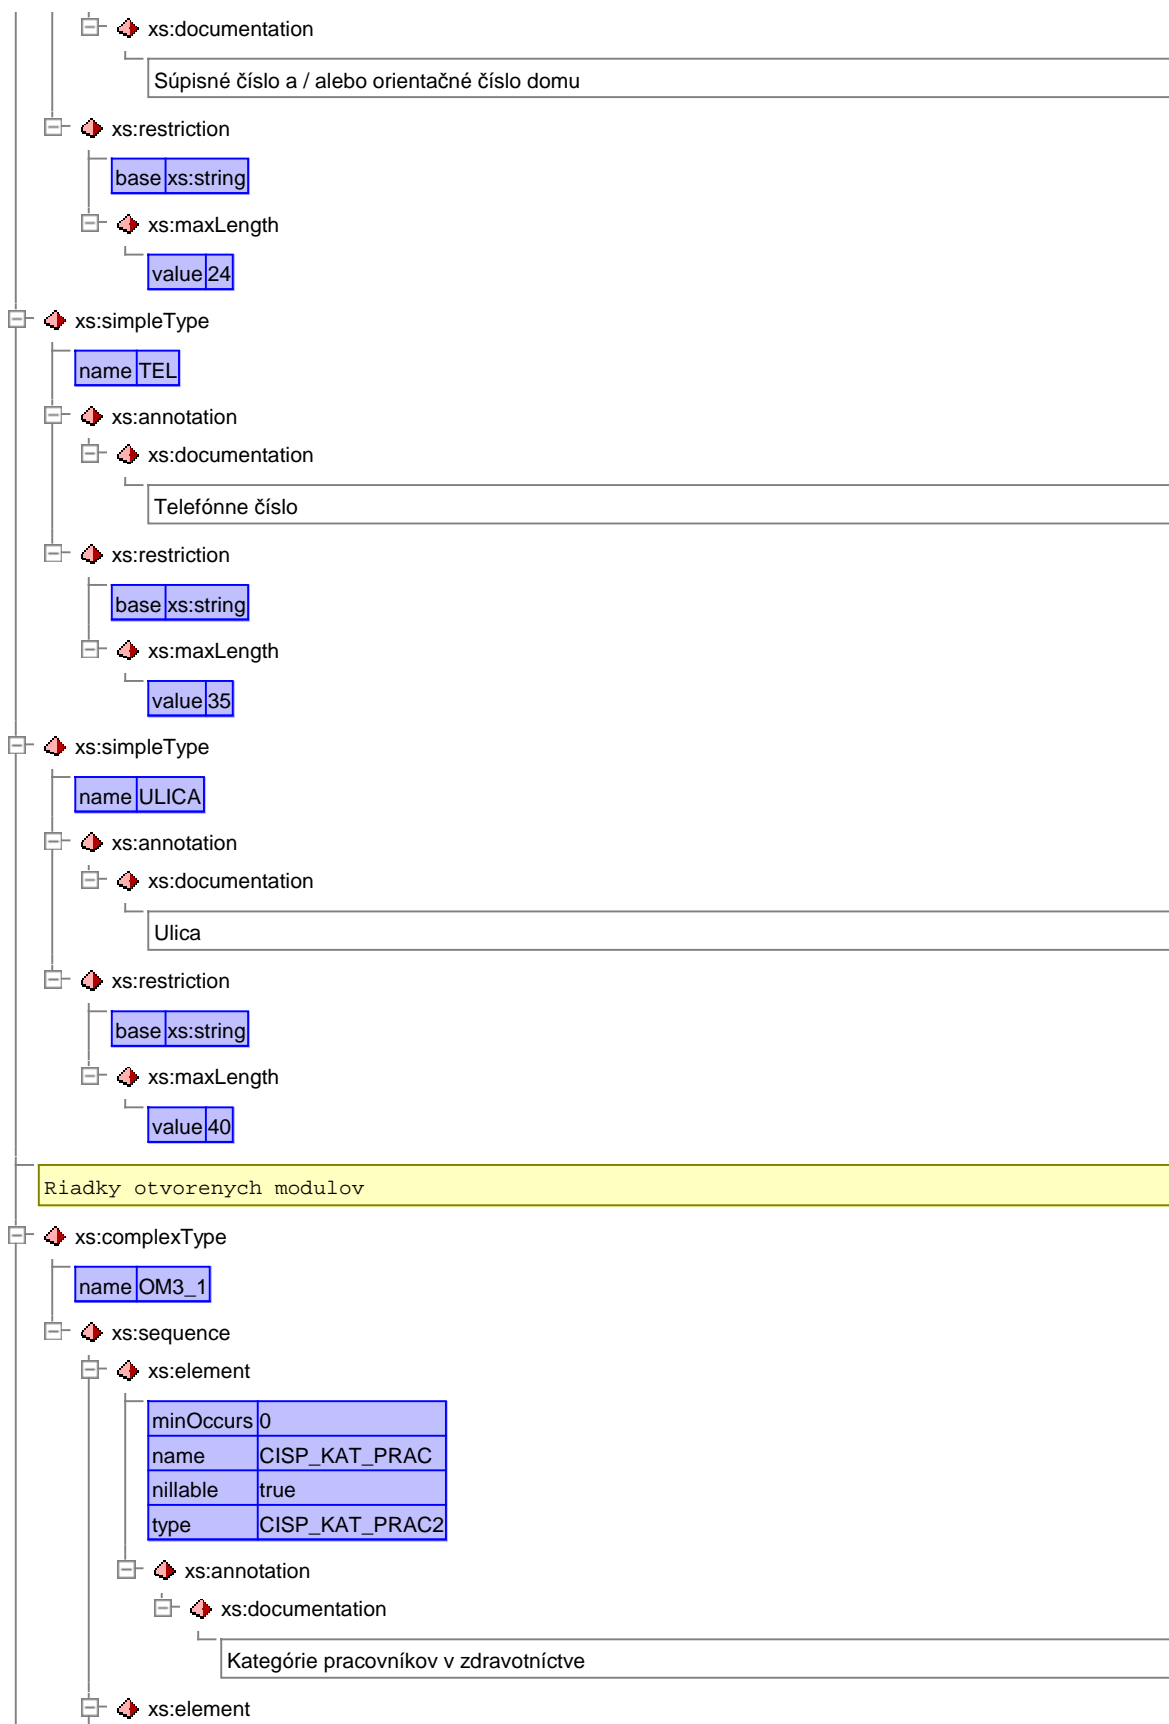 xs:documentation
Súpisné číslo a / alebo orientačné číslo domu
xs:restriction
base xs:string
xs:maxLength
value 24
xs:simpleType
name TEL
xs:annotation
xs:documentation
Telefónne číslo
xs:restriction
base xs:string
xs:maxLength
value 35
xs:simpleType
name ULICA
xs:annotation
xs:documentation
Ulica
xs:restriction
base xs:string
xs:maxLength
value 40
Riadky otvorenych modulov
xs:complexType
name OM3_1
xs:sequence
xs:element
minOccurs 0
name CISP_KAT_PRAC
nillable true
type CISP_KAT_PRAC2
xs:annotation
xs:documentation
Kategórie pracovníkov v zdravotníctve
xs:element